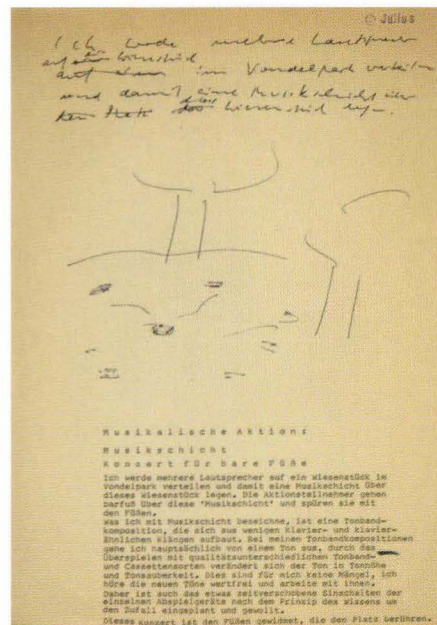 © Julius
Ich werde mehrere Lautsprecher
auf ein Wiesenstück
im Vondelpark verteilen
und damit eine Musikschicht über
dieses Wiesenstück legen.
Musikalische Aktion:
Musikschicht
Konzert für bare Füße
Ich werde mehrere Lautsprecher auf ein Wiesenstück im
Vondelpark verteilen und damit eine Musikschicht über
dieses Wiesenstück legen. Die Aktionsteilnehmer gehen
barfuß über diese "Musikschicht" und spüren sie mit
den Füßen.
Was ich mit Musikschicht bezeichne, ist eine Tonband-
komposition, die sich aus wenigen Klavier- und klavier-
ähnlichen Klängen aufbaut. Bei meinen Tonbandkompositionen
gehe ich hauptsächlich von einem Ton aus, durch das
Überspielen mit qualitätsunterschiedlichen Tonband-
und Cassettensorten verändert sich der Ton in Tonhöhe
und Tonsauberkeit. Dies sind für mich keine Mängel, ich
höre die neuen Töne wertfrei und arbeite mit ihnen.
Daher ist auch das etwas zeitverschobene Einschalten der
einzelnen Abspielgeräte nach dem Prinzip des Wissens um
den Zufall eingeplant und gewollt.
Dieses Konzert ist den Füßen gewidmet, die den Platz berühren.